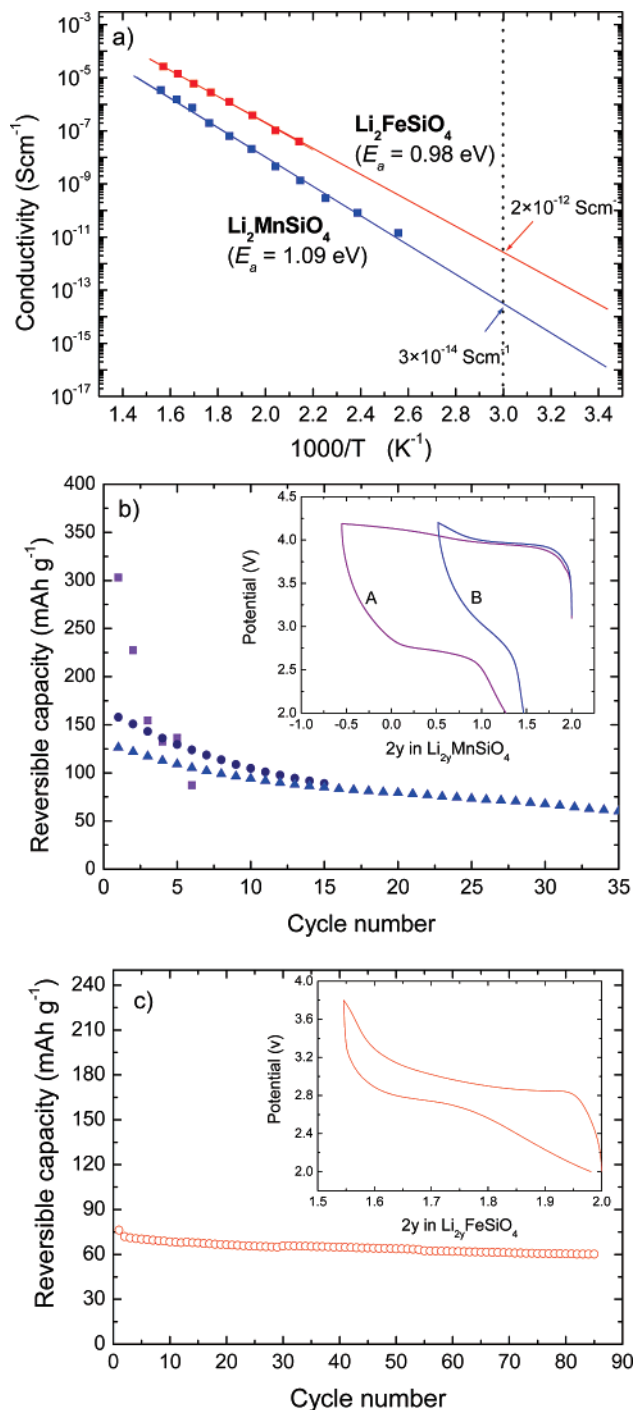 a)
Conductivity (Scm⁻¹)
10⁻³
10⁻⁵
10⁻⁷
10⁻⁹
10⁻¹¹
10⁻¹³
10⁻¹⁵
10⁻¹⁷
Li₂FeSiO₄
(Eₐ = 0.98 eV)
Li₂MnSiO₄
(Eₐ = 1.09 eV)
2×10⁻¹² Scm⁻
3×10⁻¹⁴ Scm⁻¹
1.4 1.6 1.8 2.0 2.2 2.4 2.6 2.8 3.0 3.2 3.4
1000/T (K⁻¹)
b)
Reversible capacity (mAh g⁻¹)
400
350
300
250
200
150
100
50
0
Potential (V)
4.5
4.0
3.5
3.0
2.5
2.0
A
B
-1.0 -0.5 0.0 0.5 1.0 1.5 2.0
2y in Li₂yMnSiO₄
0 5 10 15 20 25 30 35
Cycle number
c)
Reversible capacity (mAh g⁻¹)
240
210
180
150
120
90
60
30
0
Potential (v)
4.0
3.6
3.2
2.8
2.4
2.0
1.5 1.6 1.7 1.8 1.9 2.0
2y in Li₂yFeSiO₄
0 10 20 30 40 50 60 70 80 90
Cycle number